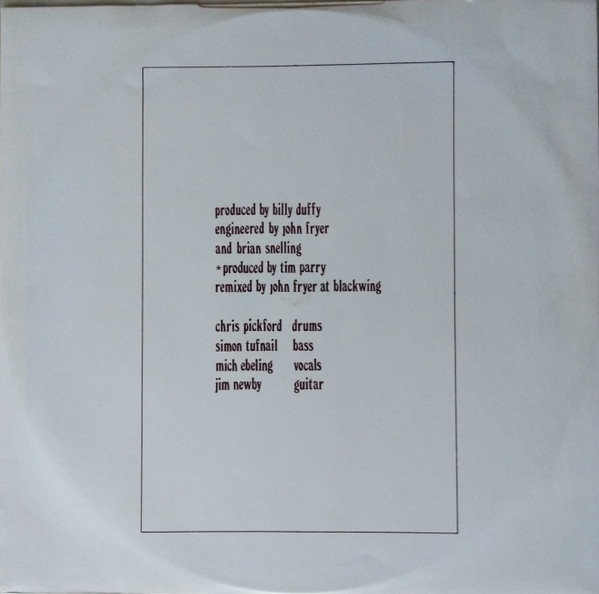 produced by billy duffy
engineered by john fryer
and brian snelling
*produced by tim parry
remixed by john fryer at blackwing
chris pickford drums
simon tufnail bass
mich ebeling vocals
jim newby guitar